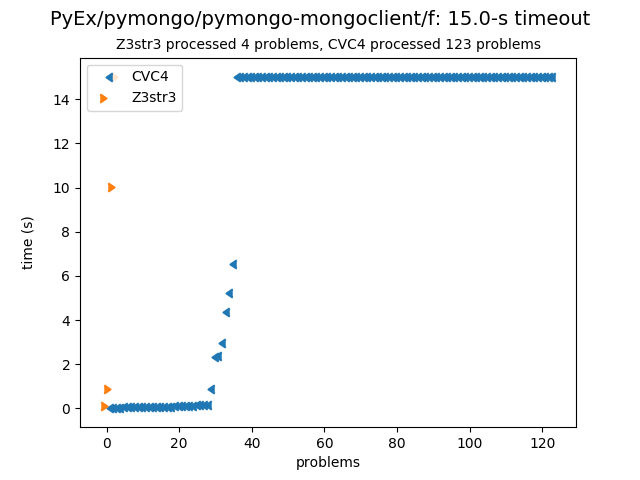 PyEx/pymongo/pymongo-mongoclient/f: 15.0-s timeout
Z3str3 processed 4 problems, CVC4 processed 123 problems
CVC4
Z3str3
14
12
10
8
6
4
2
0
time (s)
0 20 40 60 80 100 120
problems